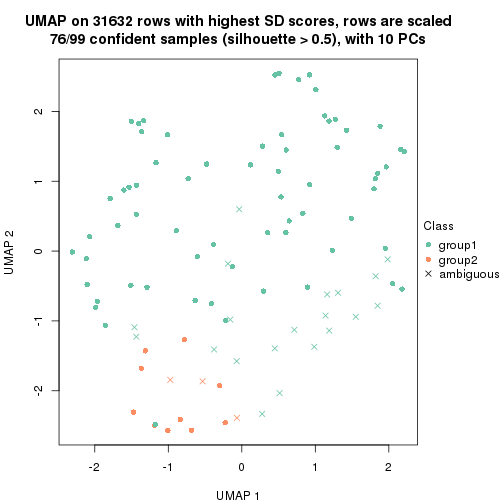 UMAP on 31632 rows with highest SD scores, rows are scaled
76/99 confident samples (silhouette > 0.5), with 10 PCs
UMAP 2
2
1
0
-1
-2
-2
-1
0
1
2
UMAP 1
Class
group1
group2
ambiguous